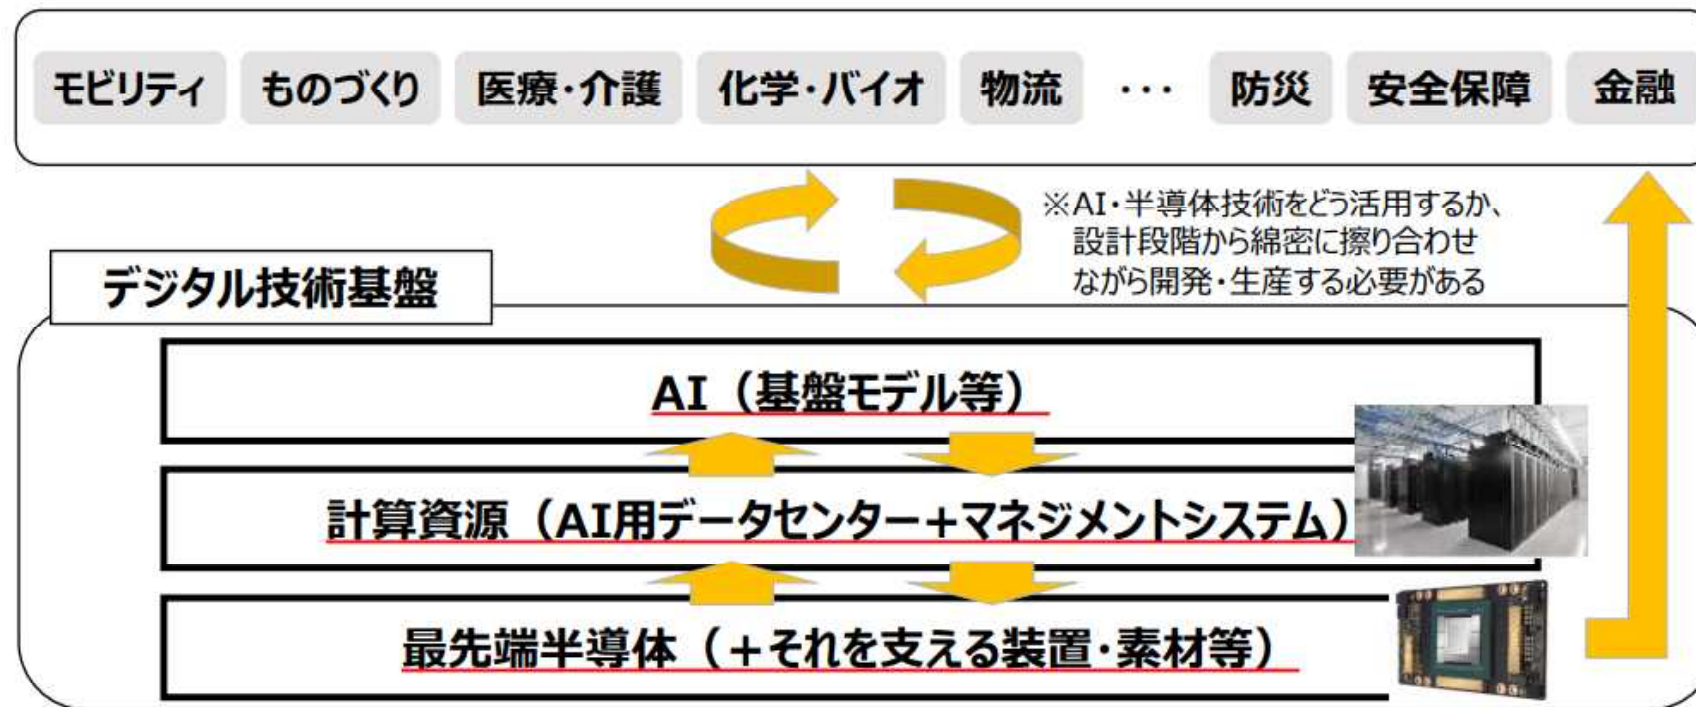 モビリティ ものづくり 医療・介護 化学・バイオ 物流 ・・・ 防災 安全保障 金融
※AI・半導体技術をどう活用するか、
設計段階から綿密に擦り合わせ
ながら開発・生産する必要がある
デジタル技術基盤
AI（基盤モデル等）
計算資源（AI用データセンター+マネジメントシステム）
最先端半導体（+それを支える装置・素材等）